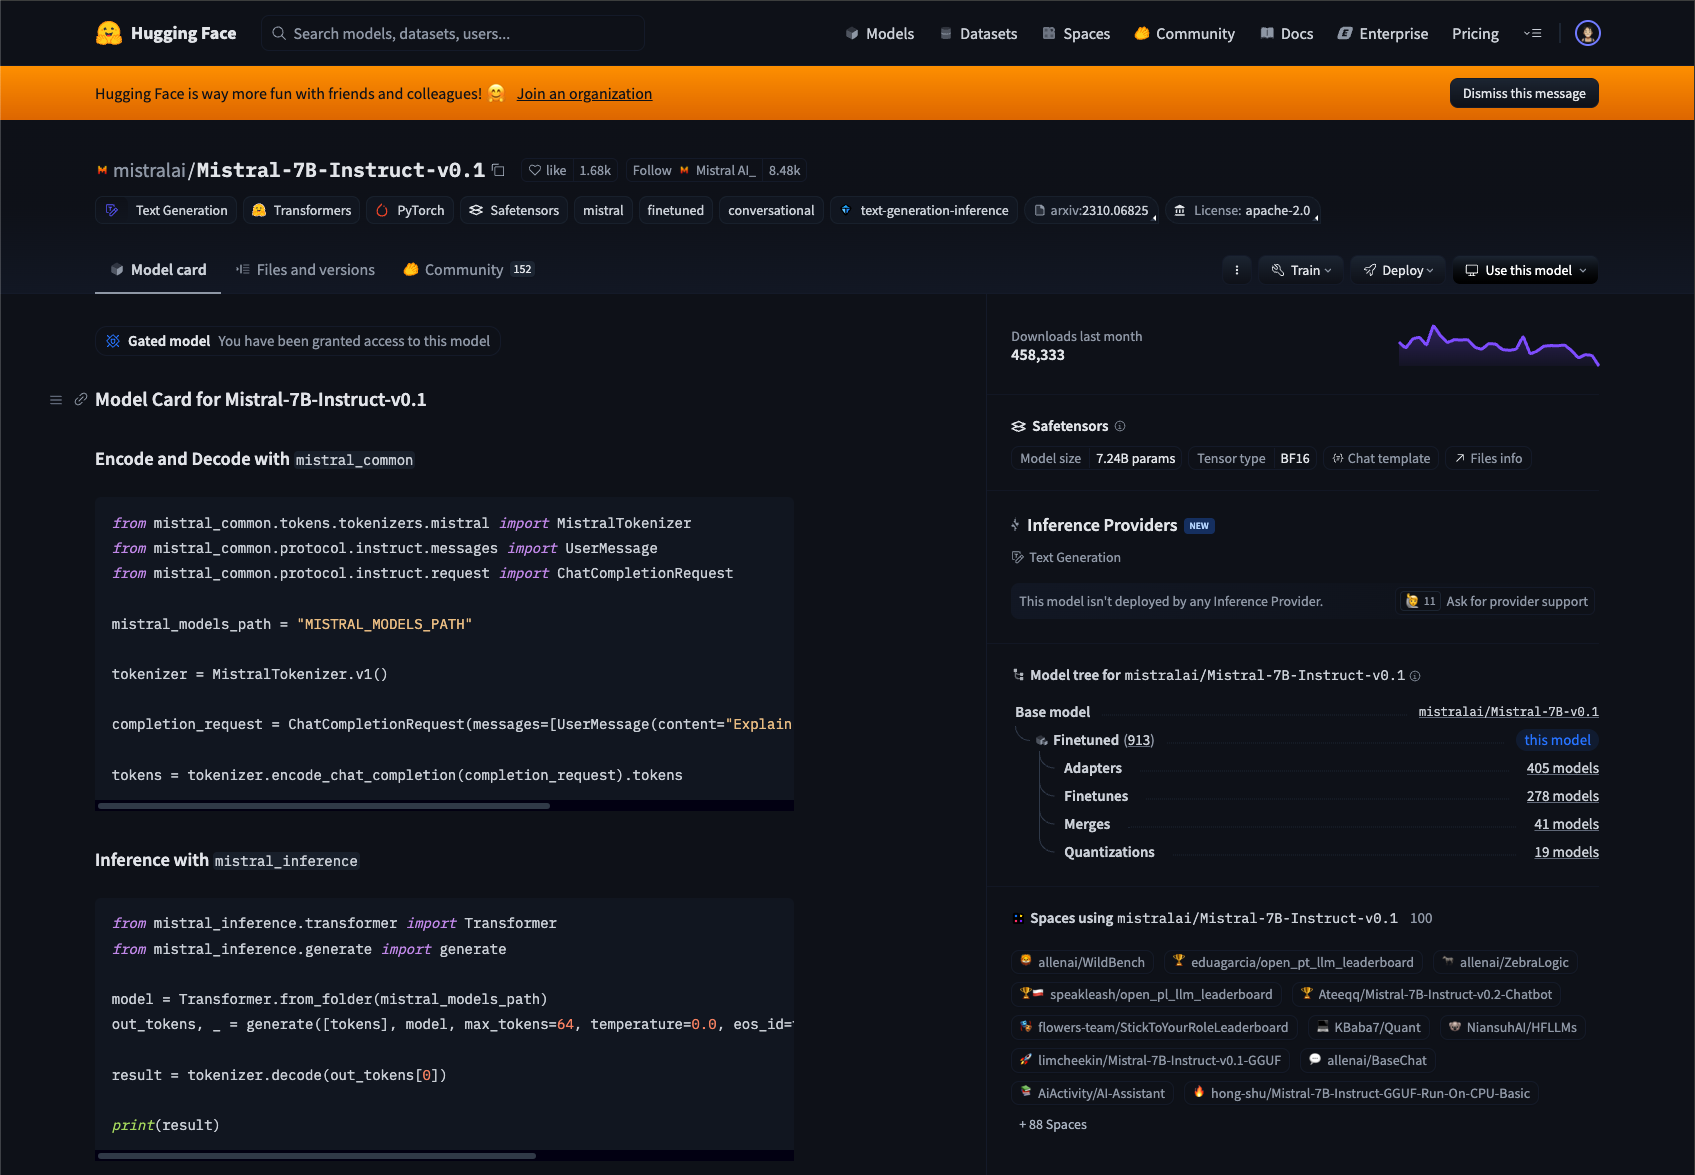 Hugging Face
Search models, datasets, users...
Models
Datasets
Spaces
Community
Docs
Enterprise
Pricing
Hugging Face is way more fun with friends and colleagues! 🤗 Join an organization
Dismiss this message
mistralai/Mistral-7B-Instruct-v0.1
like 1.68k
Follow Mistral AI_ 8.48k
Text Generation
Transformers
PyTorch
Safetensors
mistral
finetuned
conversational
text-generation-inference
arxiv:2310.06825
License: apache-2.0
Model card
Files and versions
Community 152
Train
Deploy
Use this model
Gated model You have been granted access to this model
Model Card for Mistral-7B-Instruct-v0.1
Encode and Decode with mistral_common
from mistral_common.tokens.tokenizers.mistral import MistralTokenizer
from mistral_common.protocol.instruct.messages import UserMessage
from mistral_common.protocol.instruct.request import ChatCompletionRequest
mistral_models_path = "MISTRAL_MODELS_PATH"
tokenizer = MistralTokenizer.v1()
completion_request = ChatCompletionRequest(messages=[UserMessage(content="Explain
tokens = tokenizer.encode_chat_completion(completion_request).tokens
Inference with mistral_inference
from mistral_inference.transformer import Transformer
from mistral_inference.generate import generate
model = Transformer.from_folder(mistral_models_path)
out_tokens, _ = generate([tokens], model, max_tokens=64, temperature=0.0, eos_id=
result = tokenizer.decode(out_tokens[0])
print(result)
Downloads last month
458,333
Safetensors
Model size 7.24B params
Tensor type BF16
Chat template
Files info
Inference Providers NEW
Text Generation
This model isn't deployed by any Inference Provider.
11 Ask for provider support
Model tree for mistralai/Mistral-7B-Instruct-v0.1
Base model mistralai/Mistral-7B-v0.1
Finetuned (913) this model
Adapters 405 models
Finetunes 278 models
Merges 41 models
Quantizations 19 models
Spaces using mistralai/Mistral-7B-Instruct-v0.1 100
allenai/WildBench
eduagarcia/open_pt_llm_leaderboard
allenai/ZebraLogic
speakleash/open_pl_llm_leaderboard
Ateeqq/Mistral-7B-Instruct-v0.2-Chatbot
flowers-team/StickToYourRoleLeaderboard
KBaba7/Quant
NiansuhAI/HFLLMs
limcheekin/Mistral-7B-Instruct-v0.1-GGUF
allenai/BaseChat
AiActivity/AI-Assistant
hong-shu/Mistral-7B-Instruct-GGUF-Run-On-CPU-Basic
+ 88 Spaces